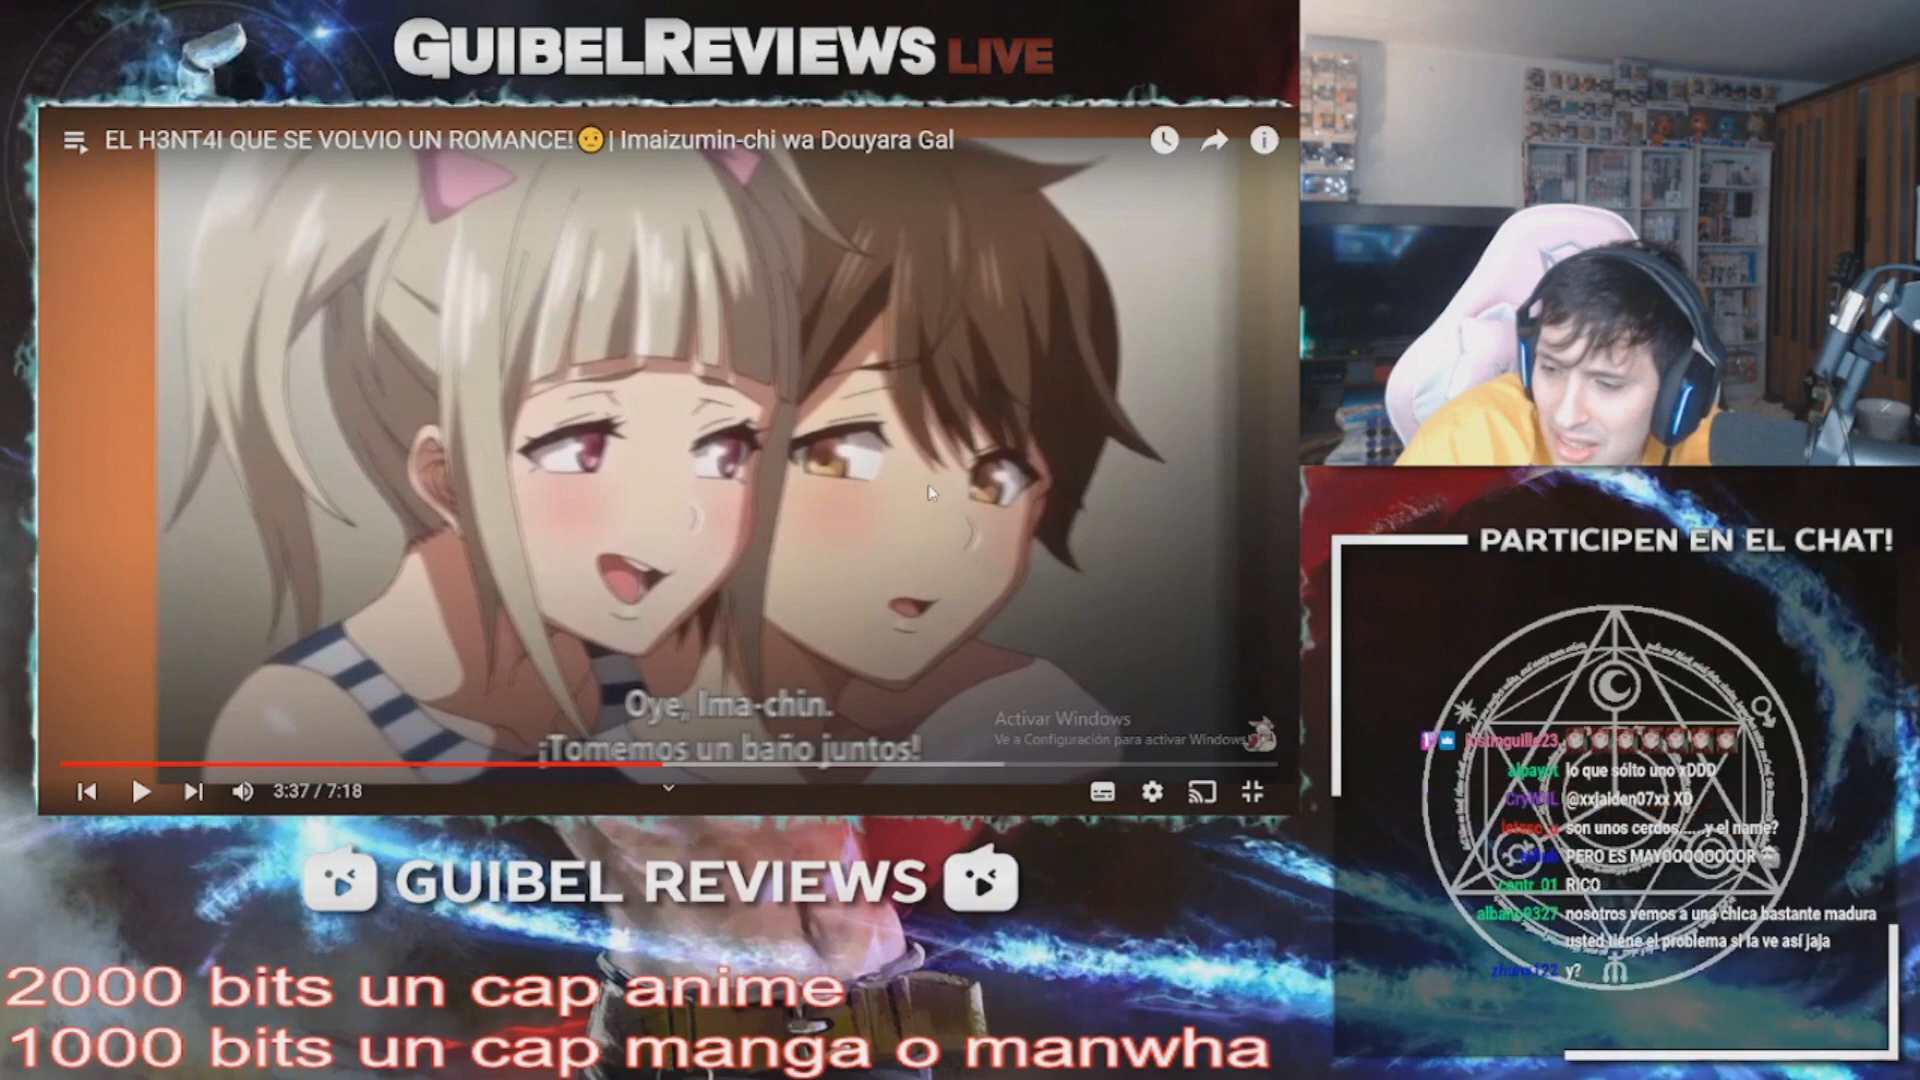 GUIBELREVIEWS LIVE
EL H3NT4I QUE SE VOLVIO UN ROMANCE! | Imaizumin-chi wa Douyara Gal
Oye, Ima-chin.
¡Tomemos un baño juntos!
Activar Windows
Ve a Configuración para activar Windows.
3:37 / 7:18
GUIBEL REVIEWS
2000 bits un cap anime
1000 bits un cap manga o manwha
PARTICIPEN EN EL CHAT!
lo que sólto uno xDDD
@xxjaiden07xx XD
son unos cerdos......y el name?
PERO ES MAYOOOOOOOOR
RICO
nosotros vemos a una chica bastante madura
usted tiene el problema si la ve así jaja
y?